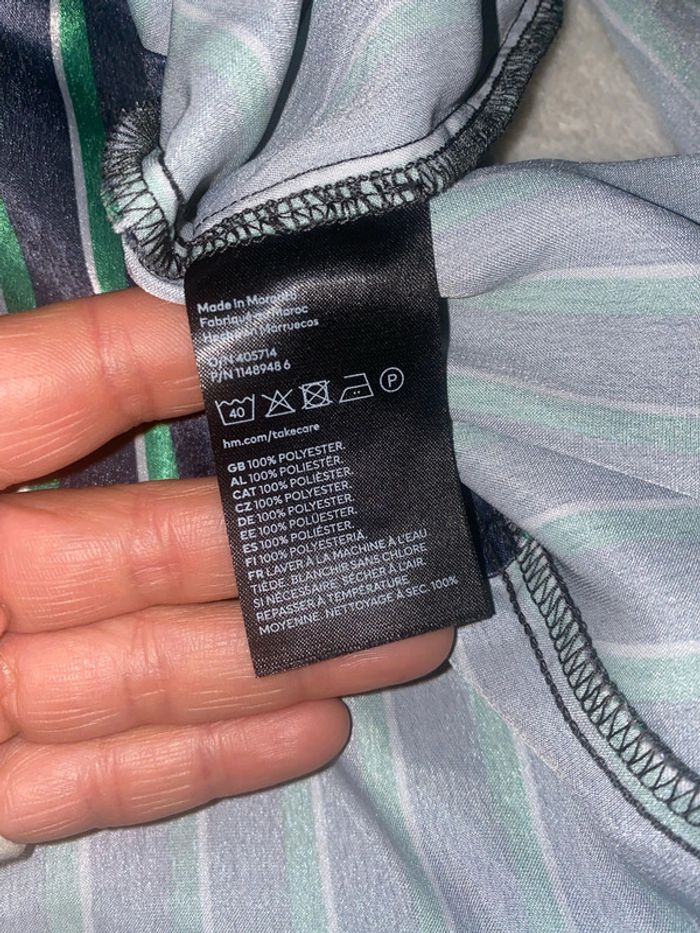 Made in Morocco
Fabriqué au Maroc
Hecho en Marruecos
O/N 405714
P/N 1148948 6
40
P
hm.com/takecare
GB 100% POLYESTER.
AL 100% POLIESTËR.
CAT 100% POLIÈSTER.
CZ 100% POLYESTER.
DE 100% POLYESTER.
EE 100% POLÜESTER.
ES 100% POLIÉSTER.
FI 100% POLYESTERIÄ.
FR LAVER À LA MACHINE À L'EAU
TIÈDE. BLANCHIR SANS CHLORE
SI NÉCESSAIRE. SÉCHER À L'AIR.
REPASSER À TEMPÉRATURE
MOYENNE. NETTOYAGE À SEC. 100%